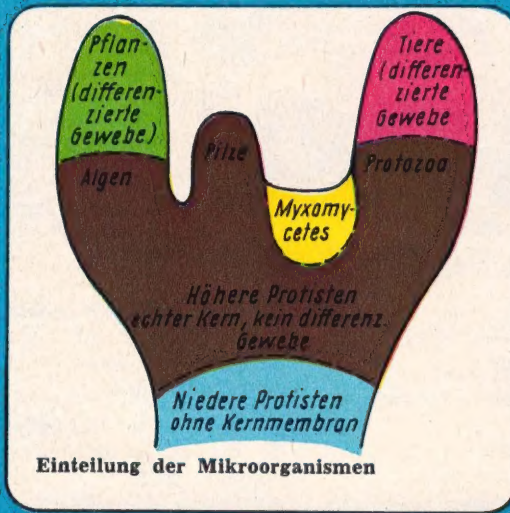 Pflan-
zen
(differen-
zierte
Gewebe)
Tiere
(differen-
zierte
Gewebe
Algen
Pilze
Protozoa
Myxomy-
cetes
Höhere Protisten
echter Kern, kein differenz.
Gewebe
Niedere Protisten
ohne Kernmembran
Einteilung der Mikroorganismen